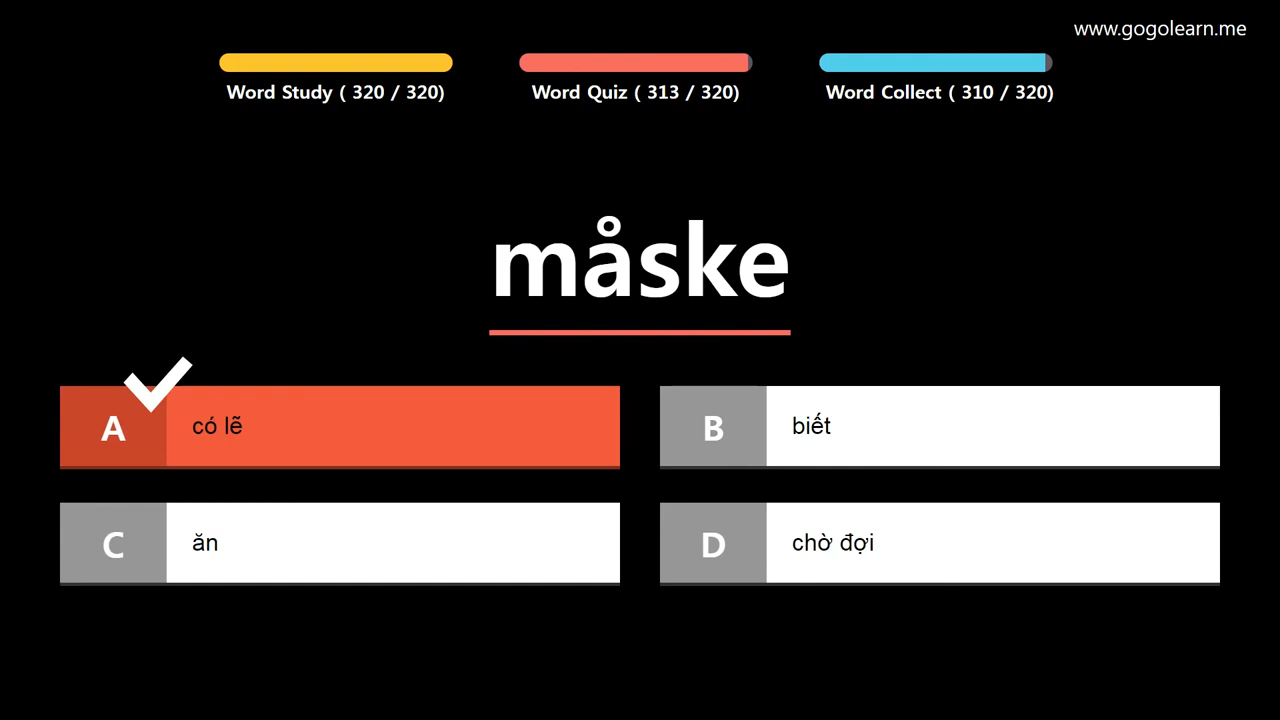 www.gogolearn.me
Word Study ( 320 / 320)
Word Quiz ( 313 / 320)
Word Collect ( 310 / 320)
måske
A
có lẽ
B
biết
C
ăn
D
chờ đợi